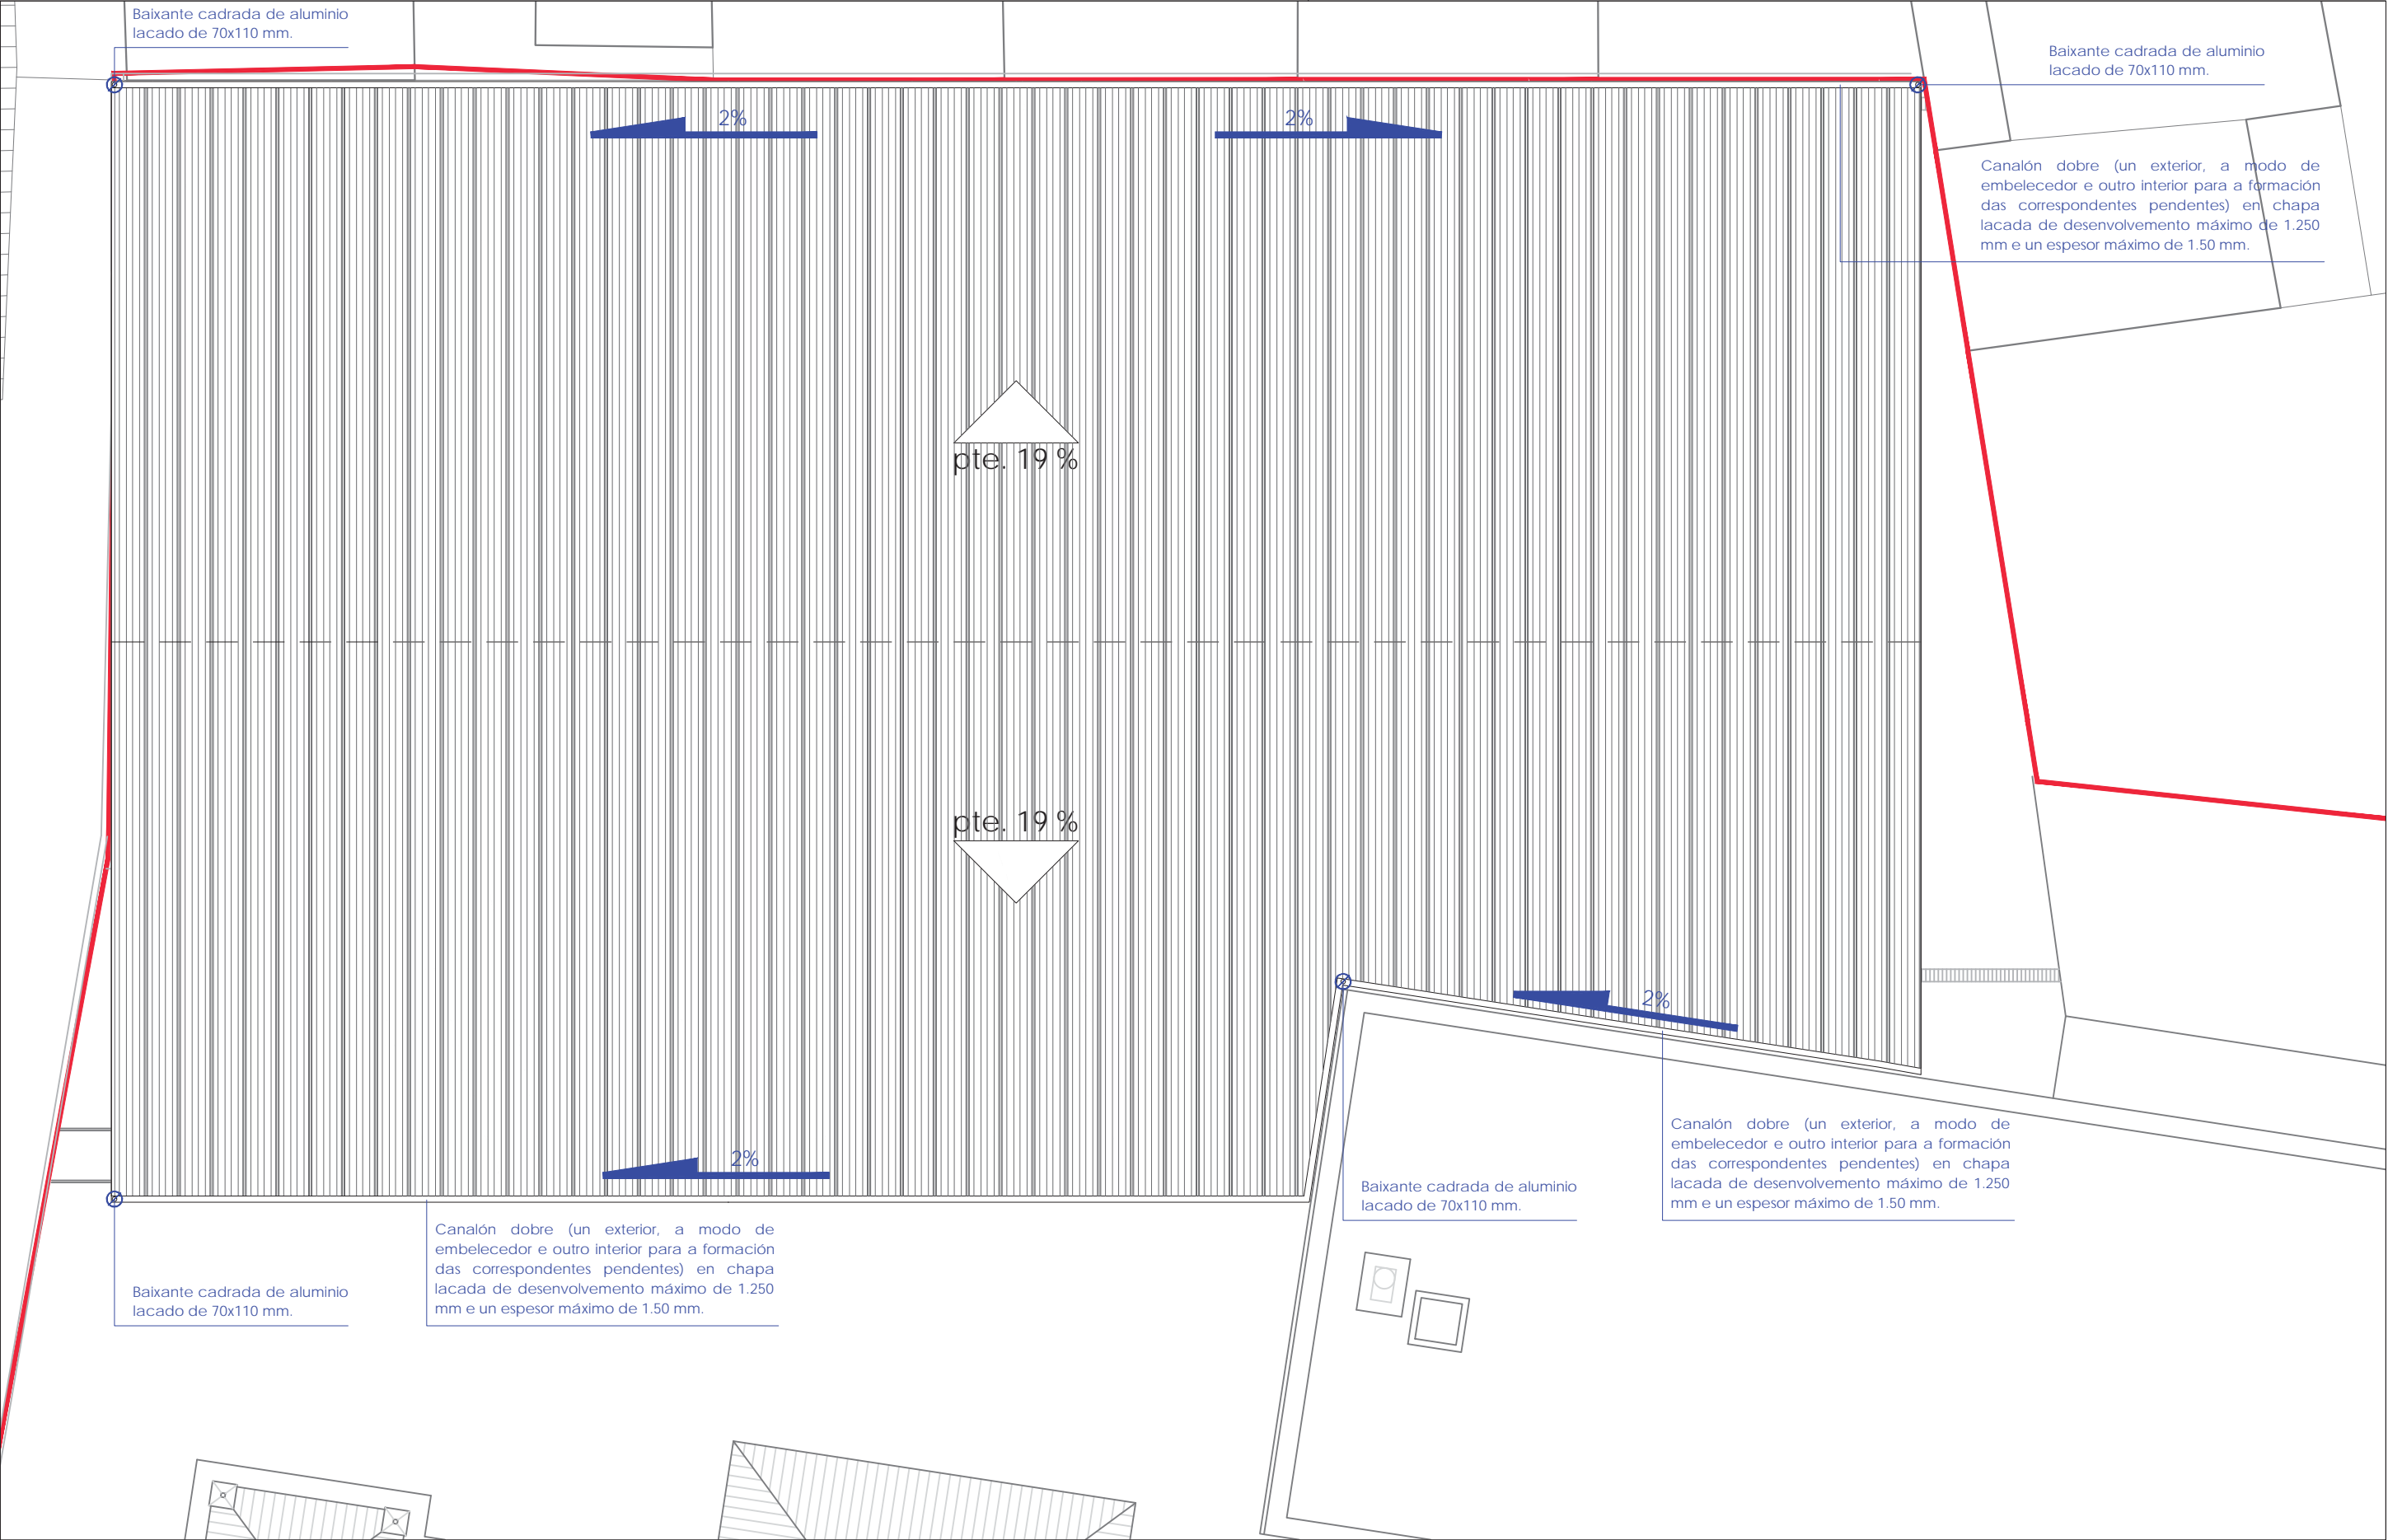 Baixante cadrada de aluminio
lacado de 70x110 mm.
Baixante cadrada de aluminio
lacado de 70x110 mm.
2%
2%
Canalón dobre (un exterior, a modo de
embelecedor e outro interior para a formación
das correspondentes pendentes) en chapa
lacada de desenvolvemento máximo de 1.250
mm e un espesor máximo de 1.50 mm.
pte. 19 %
pte. 19 %
2%
2%
Canalón dobre (un exterior, a modo de
embelecedor e outro interior para a formación
das correspondentes pendentes) en chapa
lacada de desenvolvemento máximo de 1.250
mm e un espesor máximo de 1.50 mm.
Baixante cadrada de aluminio
lacado de 70x110 mm.
Canalón dobre (un exterior, a modo de
embelecedor e outro interior para a formación
das correspondentes pendentes) en chapa
lacada de desenvolvemento máximo de 1.250
mm e un espesor máximo de 1.50 mm.
Baixante cadrada de aluminio
lacado de 70x110 mm.